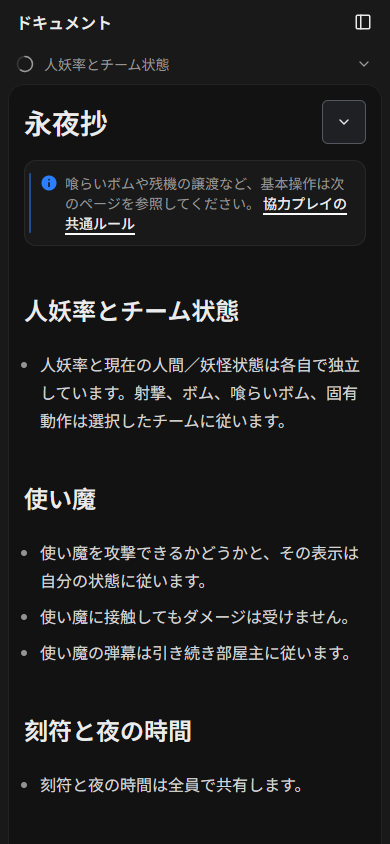 ドキュメント
人妖率とチーム状態
永夜抄
喰らいボムや残機の譲渡など、基本操作は次
のページを参照してください。 協力プレイの
共通ルール
人妖率とチーム状態
人妖率と現在の人間／妖怪状態は各自で独立
しています。射撃、ボム、喰らいボム、固有
動作は選択したチームに従います。
使い魔
使い魔を攻撃できるかどうかと、その表示は
自分の状態に従います。
使い魔に接触してもダメージは受けません。
使い魔の弾幕は引き続き部屋主に従います。
刻符と夜の時間
刻符と夜の時間は全員で共有します。